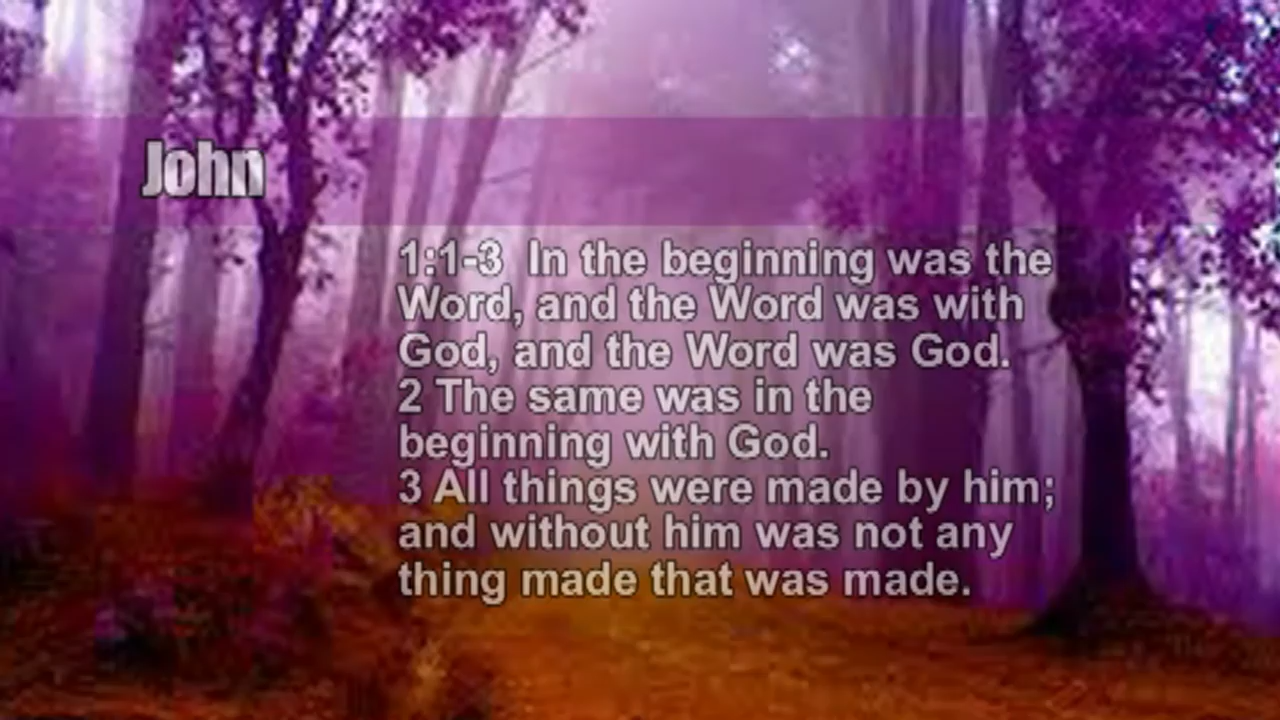 John
1:1-3 In the beginning was the
Word, and the Word was with
God, and the Word was God.
2 The same was in the
beginning with God.
3 All things were made by him;
and without him was not any
thing made that was made.